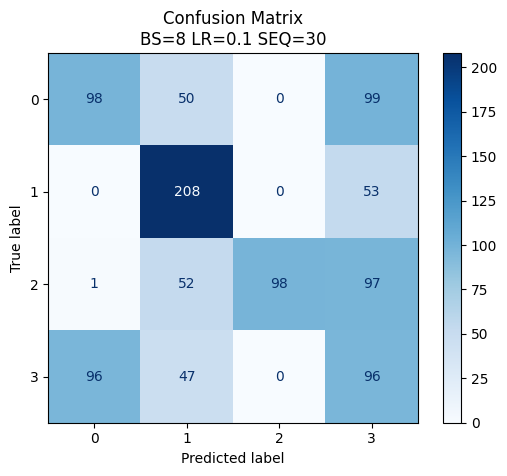 Confusion Matrix
BS=8 LR=0.1 SEQ=30
0 98 50 0 99
1 0 208 0 53
2 1 52 98 97
3 96 47 0 96
0 1 2 3
Predicted label
True label
200
175
150
125
100
75
50
25
0